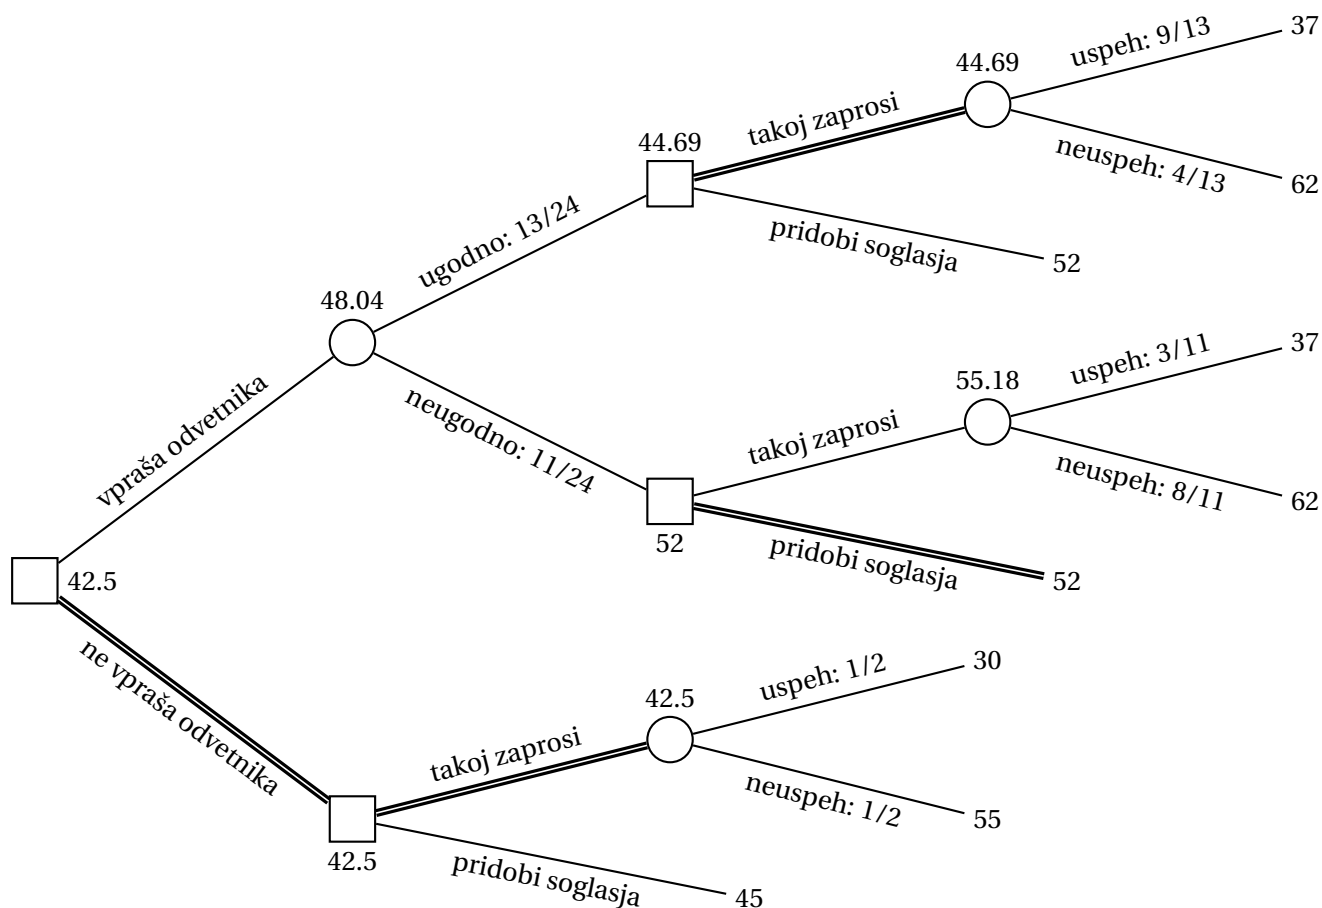 uspeh: 9/13
37
44.69
takoj zaprosi
neuspeh: 4/13
62
44.69
pridobi soglasja
52
ugodno: 13/24
48.04
vpraša odvetnika
neugodno: 11/24
uspeh: 3/11
37
55.18
takoj zaprosi
neuspeh: 8/11
62
52
pridobi soglasja
52
42.5
ne vpraša odvetnika
uspeh: 1/2
30
42.5
takoj zaprosi
neuspeh: 1/2
55
42.5
pridobi soglasja
45